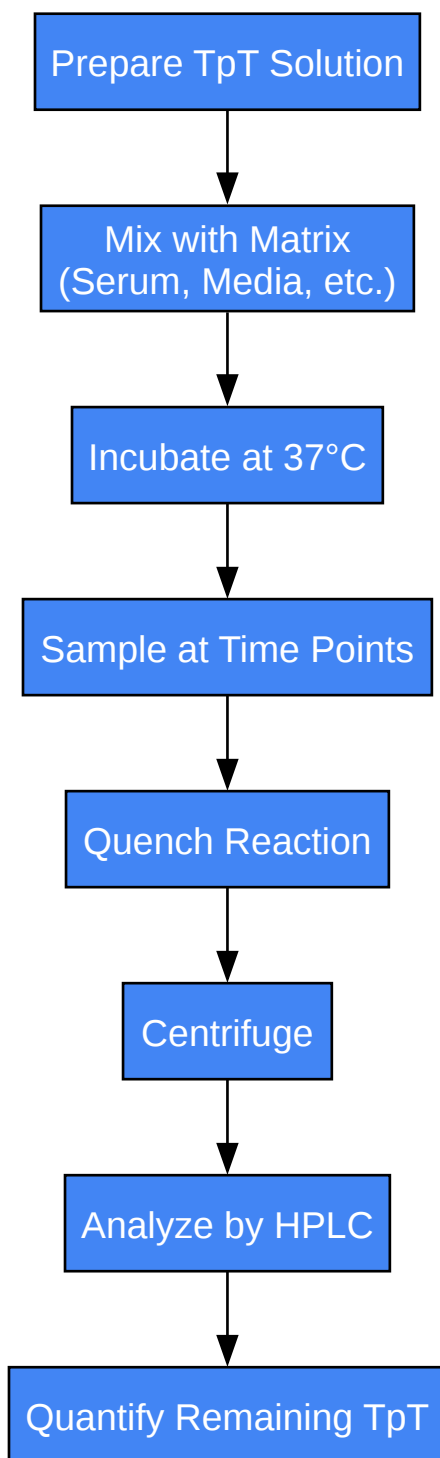 Prepare TpT Solution
Mix with Matrix
(Serum, Media, etc.)
Incubate at 37°C
Sample at Time Points
Quench Reaction
Centrifuge
Analyze by HPLC
Quantify Remaining TpT